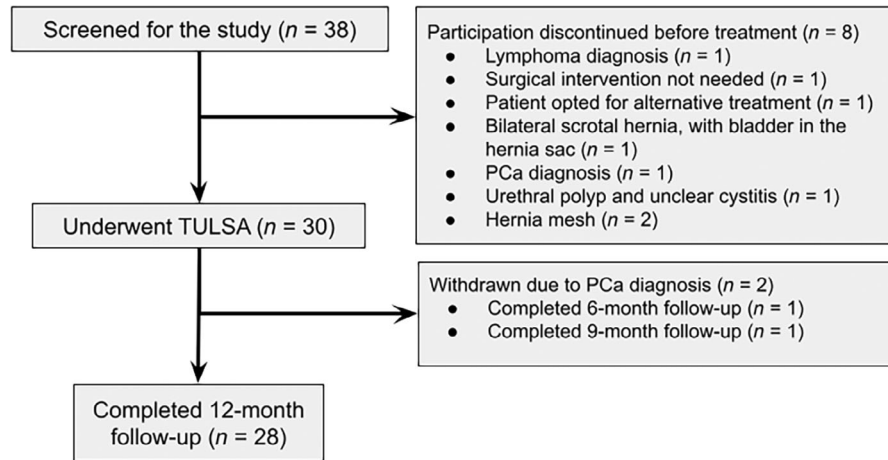 Screened for the study (n = 38)
Participation discontinued before treatment (n = 8)
● Lymphoma diagnosis (n = 1)
● Surgical intervention not needed (n = 1)
● Patient opted for alternative treatment (n = 1)
● Bilateral scrotal hernia, with bladder in the
hernia sac (n = 1)
● PCa diagnosis (n = 1)
● Urethral polyp and unclear cystitis (n = 1)
● Hernia mesh (n = 2)
Underwent TULSA (n = 30)
Withdrawn due to PCa diagnosis (n = 2)
● Completed 6-month follow-up (n = 1)
● Completed 9-month follow-up (n = 1)
Completed 12-month
follow-up (n = 28)